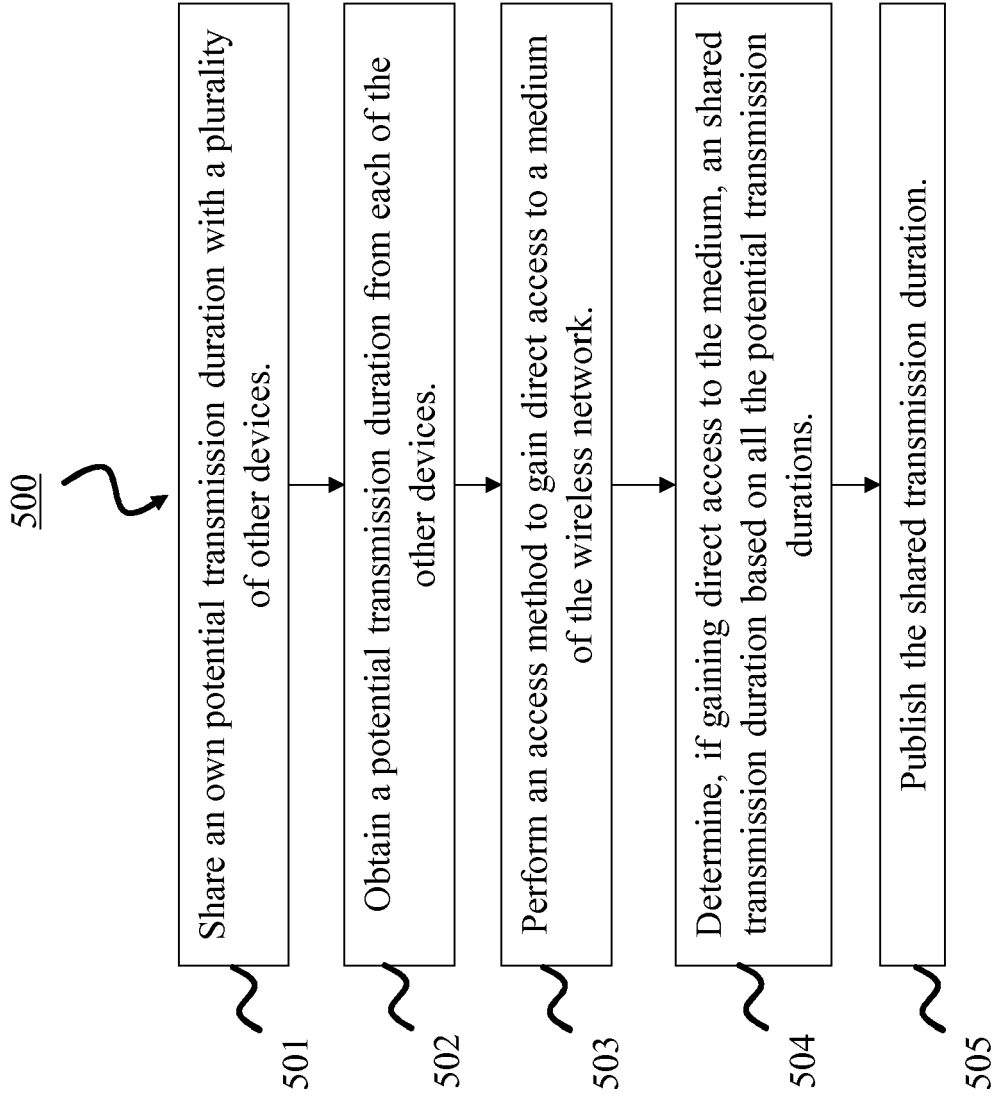 500
501
Share an own potential transmission duration with a plurality
of other devices.
502
Obtain a potential transmission duration from each of the
other devices.
503
Perform an access method to gain direct access to a medium
of the wireless network.
504
Determine, if gaining direct access to the medium, an shared
transmission duration based on all the potential transmission
durations.
505
Publish the shared transmission duration.